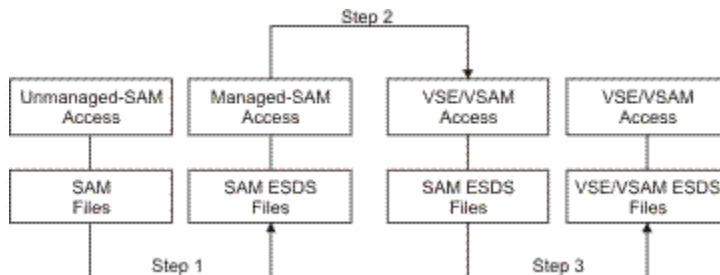 Step 2
Unmanaged-SAM
Access
Managed-SAM
Access
VSE/VSAM
Access
VSE/VSAM
Access
SAM
Files
SAM ESDS
Files
SAM ESDS
Files
VSE/VSAM ESDS
Files
Step 1
Step 3